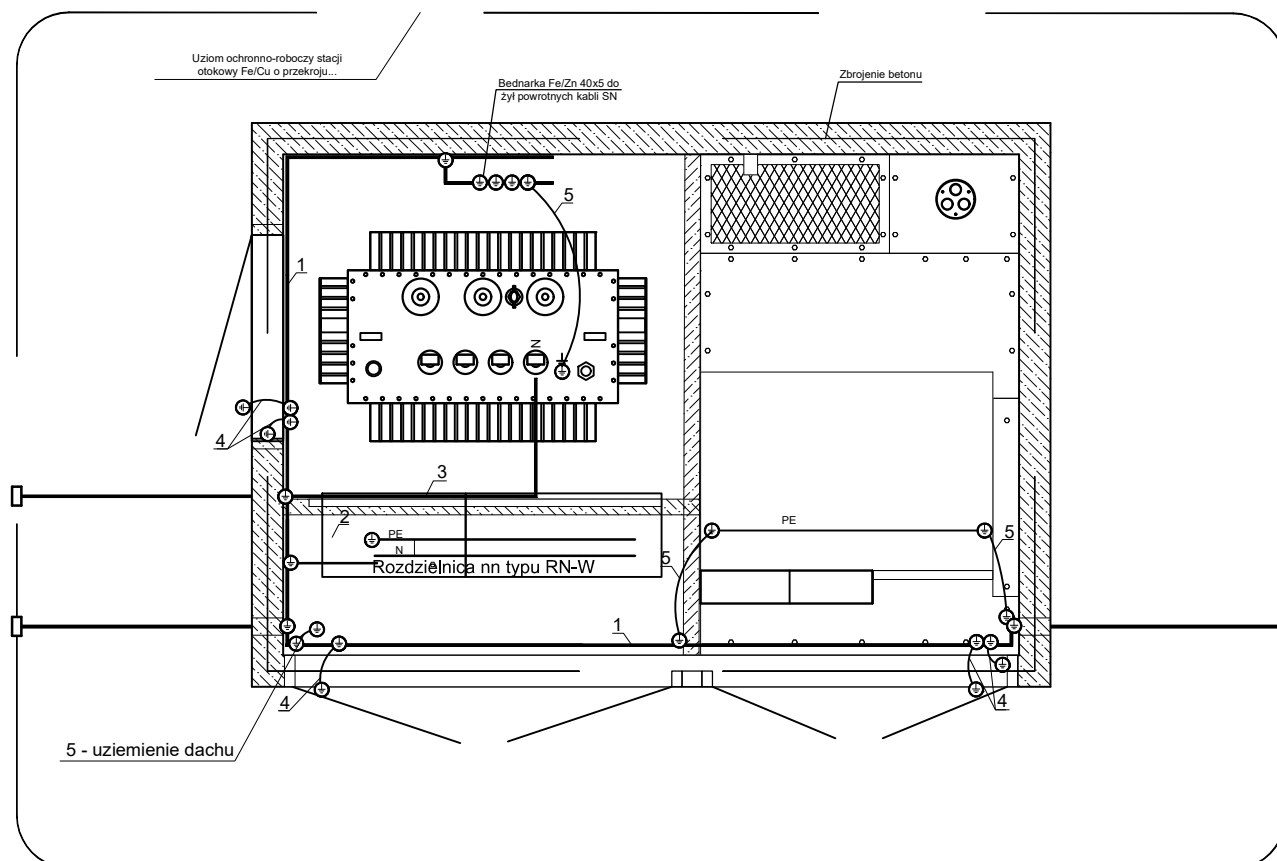 Uziom ochronno-roboczy stacji
otokowy Fe/Cu o przekroju...
Bednarka Fe/Zn 40x5 do
żył powrotnych kabli SN
Zbrojenie betonu
5
1
N
4
3
2
PE
N
Rozdzielnica nn typu RN-W
PE
5
5
1
4
4
5 - uziemienie dachu